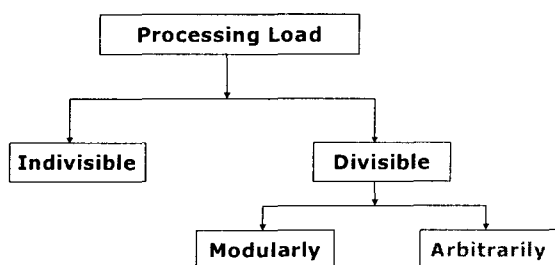 Processing Load
Indivisible
Divisible
Modularly
Arbitrarily